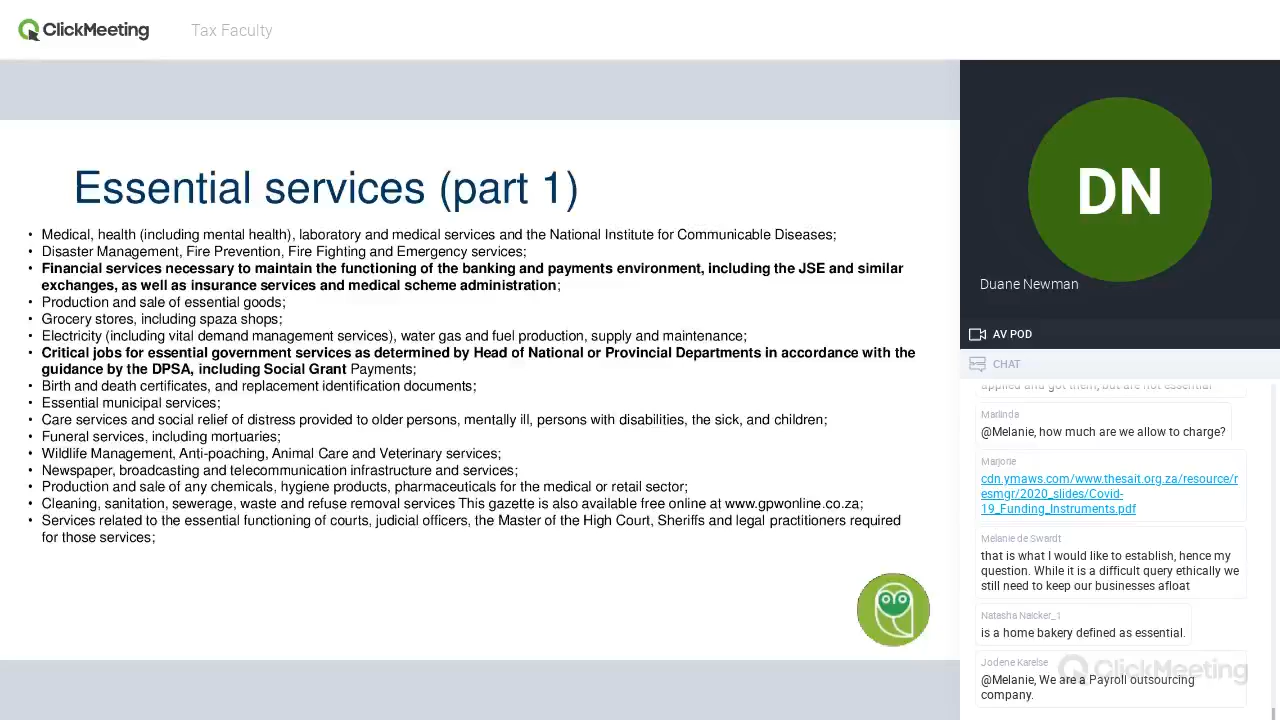 ClickMeeting
Tax Faculty
Essential services (part 1)
• Medical, health (including mental health), laboratory and medical services and the National Institute for Communicable Diseases;
• Disaster Management, Fire Prevention, Fire Fighting and Emergency services;
• Financial services necessary to maintain the functioning of the banking and payments environment, including the JSE and similar
exchanges, as well as insurance services and medical scheme administration;
• Production and sale of essential goods;
• Grocery stores, including spaza shops;
• Electricity (including vital demand management services), water gas and fuel production, supply and maintenance;
• Critical jobs for essential government services as determined by Head of National or Provincial Departments in accordance with the
guidance by the DPSA, including Social Grant Payments;
• Birth and death certificates, and replacement identification documents;
• Essential municipal services;
• Care services and social relief of distress provided to older persons, mentally ill, persons with disabilities, the sick, and children;
• Funeral services, including mortuaries;
• Wildlife Management, Anti-poaching, Animal Care and Veterinary services;
• Newspaper, broadcasting and telecommunication infrastructure and services;
• Production and sale of any chemicals, hygiene products, pharmaceuticals for the medical or retail sector;
• Cleaning, sanitation, sewerage, waste and refuse removal services This gazette is also available free online at www.gpwonline.co.za;
• Services related to the essential functioning of courts, judicial officers, the Master of the High Court, Sheriffs and legal practitioners required
for those services;
DN
Duane Newman
AV POD
CHAT
applied and got them, but are not essential
Marlinda
@Melanie, how much are we allow to charge?
Marjorie
cdn.ymaws.com/www.thesait.org.za/resource/r
esmgr/2020_slides/Covid-
19_Funding_Instruments.pdf
Melanie de Swardt
that is what I would like to establish, hence my
question. While it is a difficult query ethically we
still need to keep our businesses afloat
Natasha Naicker_1
is a home bakery defined as essential.
Jodene Karelse
@Melanie, We are a Payroll outsourcing
company.
ClickMeeting